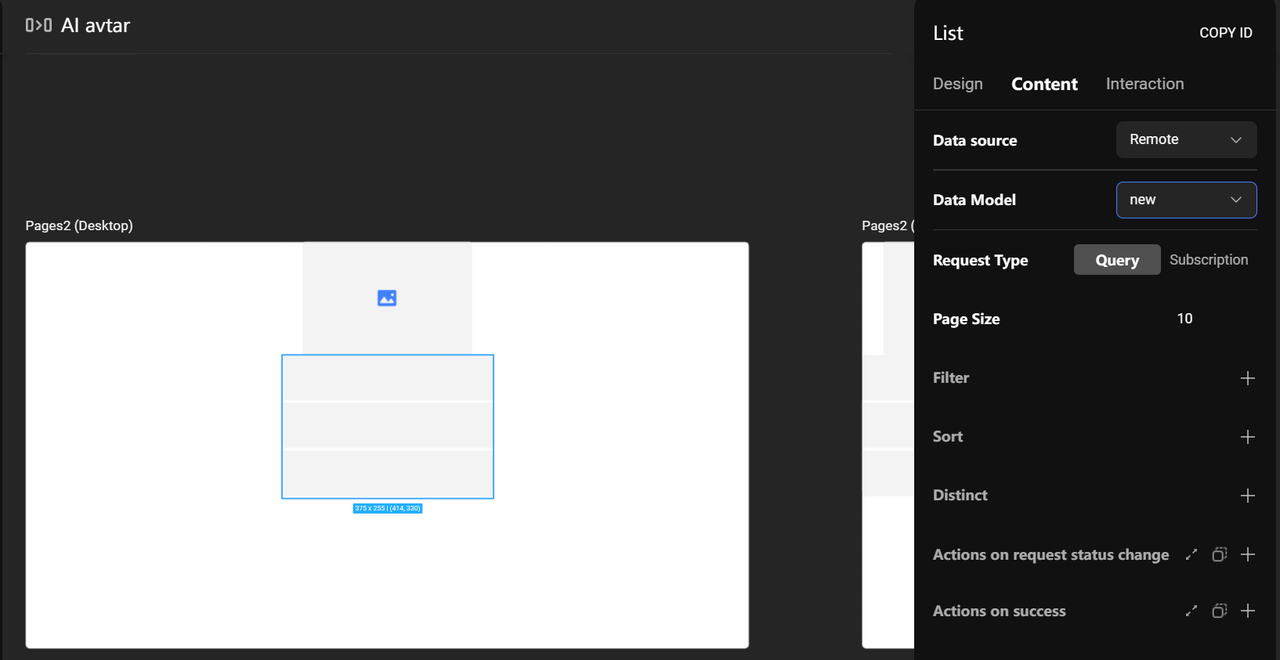 AI avtar
Pages2 (Desktop)
375 x 255 | (414, 330)
Pages2 (
List
COPY ID
Design Content Interaction
Data source Remote
Data Model new
Request Type Query Subscription
Page Size 10
Filter
Sort
Distinct
Actions on request status change
Actions on success